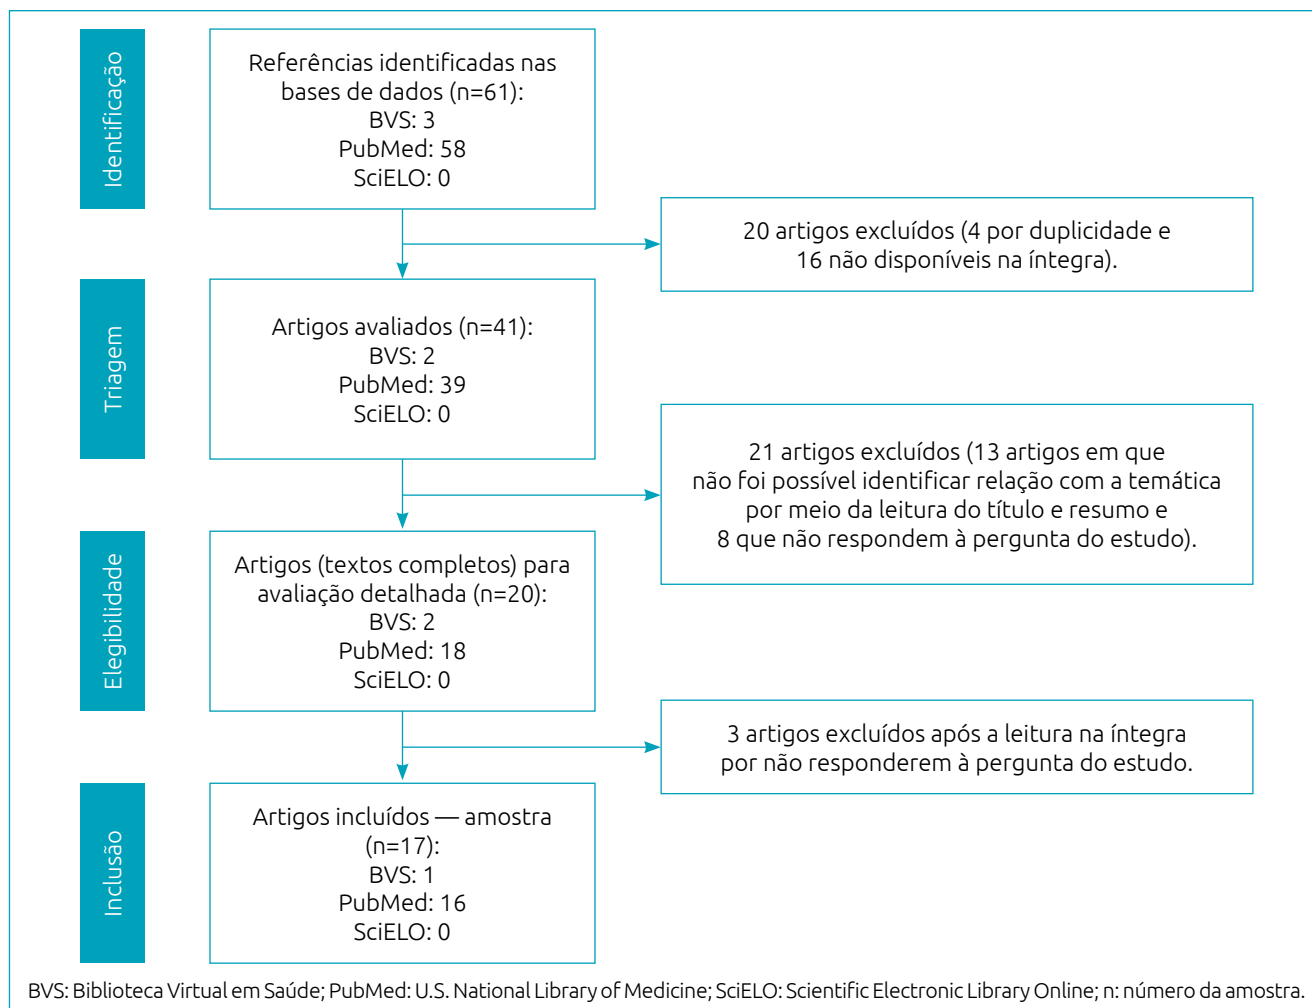 Identificação
Referências identificadas nas
bases de dados (n=61):
BVS: 3
PubMed: 58
SciELO: 0
20 artigos excluídos (4 por duplicidade e
16 não disponíveis na íntegra).
Triagem
Artigos avaliados (n=41):
BVS: 2
PubMed: 39
SciELO: 0
21 artigos excluídos (13 artigos em que
não foi possível identificar relação com a temática
por meio da leitura do título e resumo e
8 que não respondem à pergunta do estudo).
Elegibilidade
Artigos (textos completos) para
avaliação detalhada (n=20):
BVS: 2
PubMed: 18
SciELO: 0
3 artigos excluídos após a leitura na íntegra
por não responderem à pergunta do estudo.
Inclusão
Artigos incluídos — amostra
(n=17):
BVS: 1
PubMed: 16
SciELO: 0
BVS: Biblioteca Virtual em Saúde; PubMed: U.S. National Library of Medicine; SciELO: Scientific Electronic Library Online; n: número da amostra.